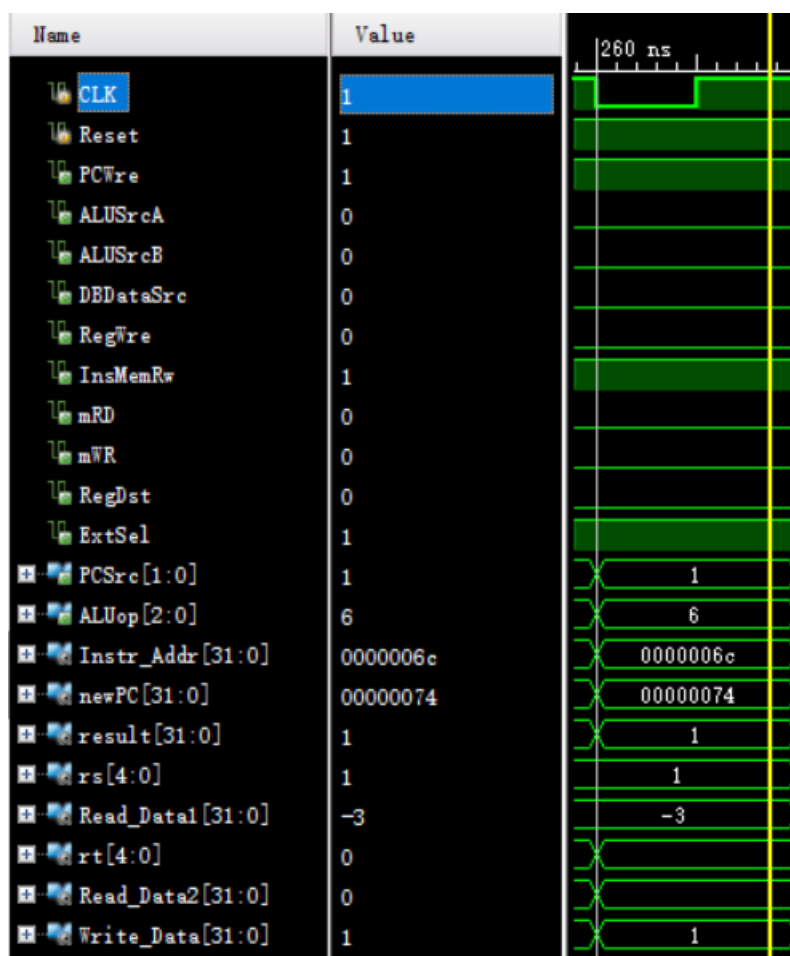 Name Value 260 ns
CLK 1
Reset 1
PCWre 1
ALUSrcA 0
ALUSrcB 0
DBDataSrc 0
RegWre 0
InsMemRw 1
mRD 0
mWR 0
RegDst 0
ExtSel 1
PCSrc[1:0] 1 1
ALUop[2:0] 6 6
Instr_Addr[31:0] 0000006c 0000006c
newPC[31:0] 00000074 00000074
result[31:0] 1 1
rs[4:0] 1 1
Read_Data1[31:0] -3 -3
rt[4:0] 0
Read_Data2[31:0] 0
Write_Data[31:0] 1 1